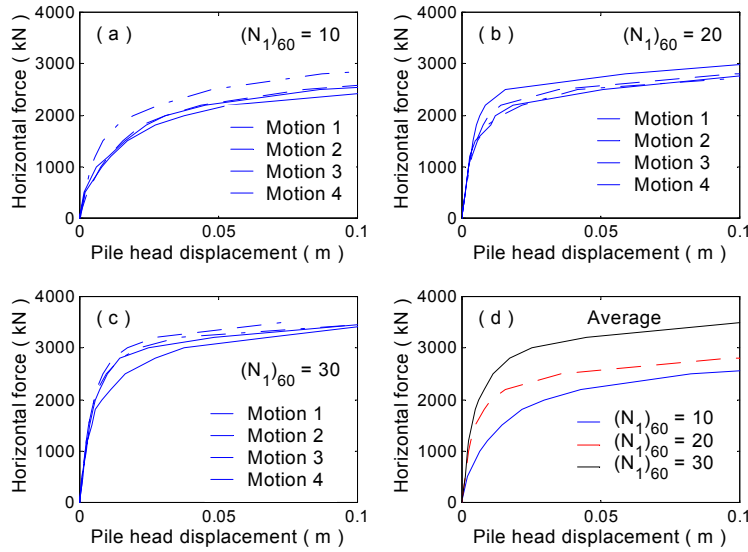 4000
3000
2000
1000
0
0
0.05
0.1
Horizontal force ( kN )
Pile head displacement ( m )
( a )
(N₁)₆₀ = 10
Motion 1
Motion 2
Motion 3
Motion 4
4000
3000
2000
1000
0
0
0.05
0.1
Horizontal force ( kN )
Pile head displacement ( m )
( b )
(N₁)₆₀ = 20
Motion 1
Motion 2
Motion 3
Motion 4
4000
3000
2000
1000
0
0
0.05
0.1
Horizontal force ( kN )
Pile head displacement ( m )
( c )
(N₁)₆₀ = 30
Motion 1
Motion 2
Motion 3
Motion 4
4000
3000
2000
1000
0
0
0.05
0.1
Horizontal force ( kN )
Pile head displacement ( m )
( d )
Average
(N₁)₆₀ = 10
(N₁)₆₀ = 20
(N₁)₆₀ = 30